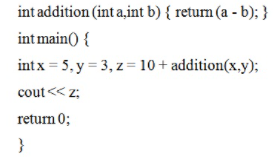 int addition (int a,int b) { return (a - b); }
int main() {
int x = 5, y = 3, z = 10 + addition(x,y);
cout << z;
return 0;
}